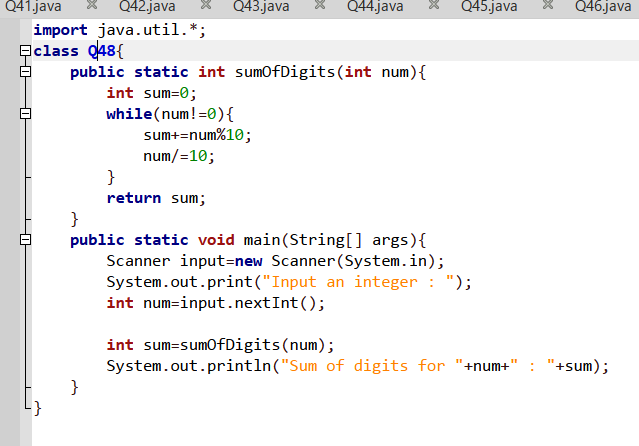 Q41.java Q42.java Q43.java Q44.java Q45.java Q46.java
import java.util.*;
class Q48{
    public static int sumOfDigits(int num){
        int sum=0;
        while(num!=0){
            sum+=num%10;
            num/=10;
        }
        return sum;
    }
    public static void main(String[] args){
        Scanner input=new Scanner(System.in);
        System.out.print("Input an integer : ");
        int num=input.nextInt();

        int sum=sumOfDigits(num);
        System.out.println("Sum of digits for "+num+" : "+sum);
    }
}